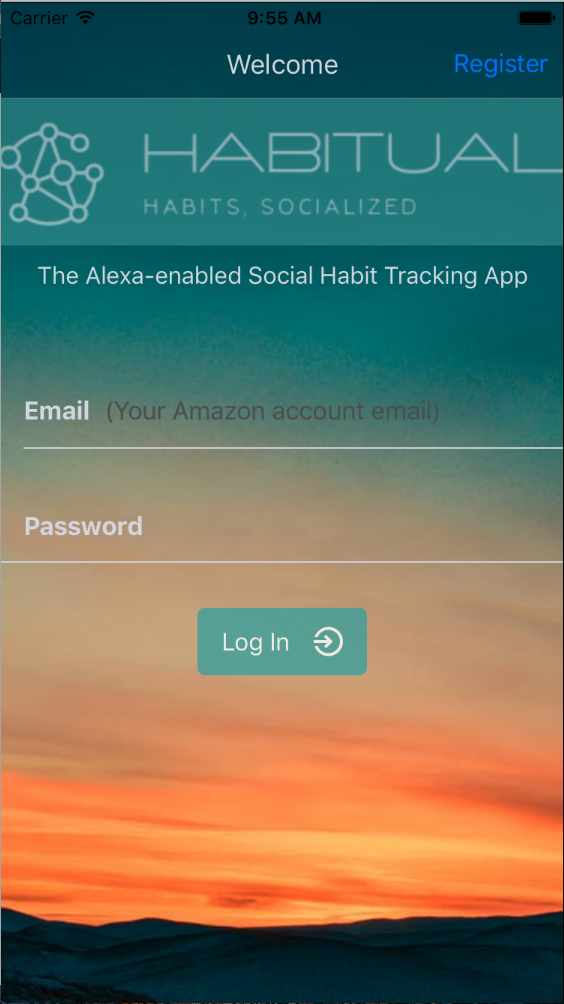 Carrier 9:55 AM
Welcome Register
HABITUAL
HABITS, SOCIALIZED
The Alexa-enabled Social Habit Tracking App
Email (Your Amazon account email)
Password
Log In